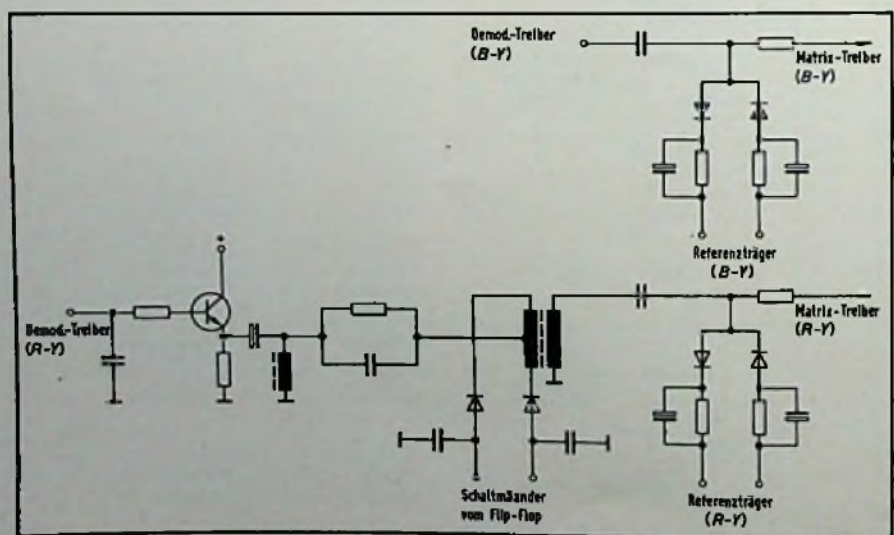 Demod.-Treiber
(B-Y)
Matrix-Treiber
(B-Y)
Referenzträger
(B-Y)
+
Demod.-Treiber
(R-Y)
Matrix-Treiber
(R-Y)
Schaltmäander
vom Flip-Flop
Referenzträger
(R-Y)